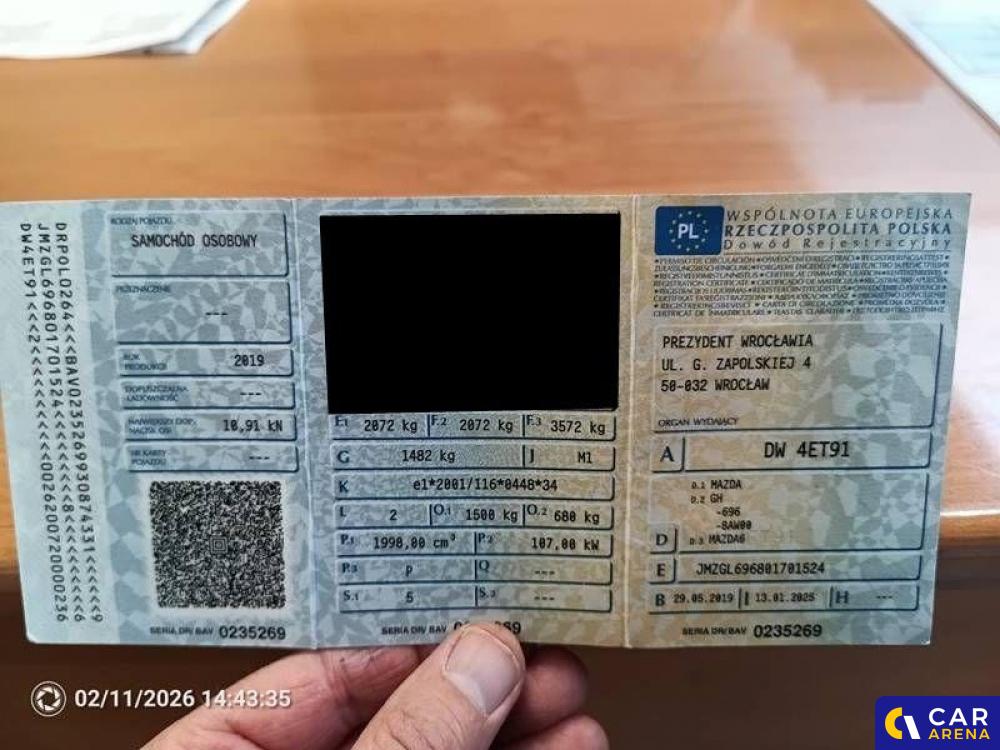 DRPOL0264<<BAV0235269930874331<<<<<<9
JMZGL696801701524<<<<<<<<8<<<<<<<<<<<6
DW4ET91<<2<<<<<<<<<<<<<<<0026200720000236
RODZAJ POJAZDU
SAMOCHÓD OSOBOWY
PRZEZNACZENIE
---
ROK PRODUKCJI 2019
DOPUSZCZALNA ŁADOWNOŚĆ ---
NAJWIĘKSZY DOP. NACISK OSI 10,91 kN
NR KARTY POJAZDU ---
SERIA DR/BAV 0235269
F.1 2072 kg F.2 2072 kg F.3 3572 kg
G 1482 kg J M1
K e1*2001/116*0448*34
L 2 O.1 1500 kg O.2 680 kg
P.1 1998,00 cm³ P.2 107,00 kW
P.3 P Q ---
S.1 5 S.2 ---
SERIA DR/BAV 69
PL
WSPÓLNOTA EUROPEJSKA
RZECZPOSPOLITA POLSKA
Dowód Rejestracyjny
PREZYDENT WROCŁAWIA
UL. G. ZAPOLSKIEJ 4
50-032 WROCŁAW
ORGAN WYDAJĄCY
A DW 4ET91
D.1 MAZDA
D.2 GH
-696
-8AW00
D D.3 MAZDA6
E JMZGL696801701524
B 29.05.2019 I 13.01.2025 H ---
SERIA DR/BAV 0235269
02/11/2026 14:43:35
CAR
ARENA